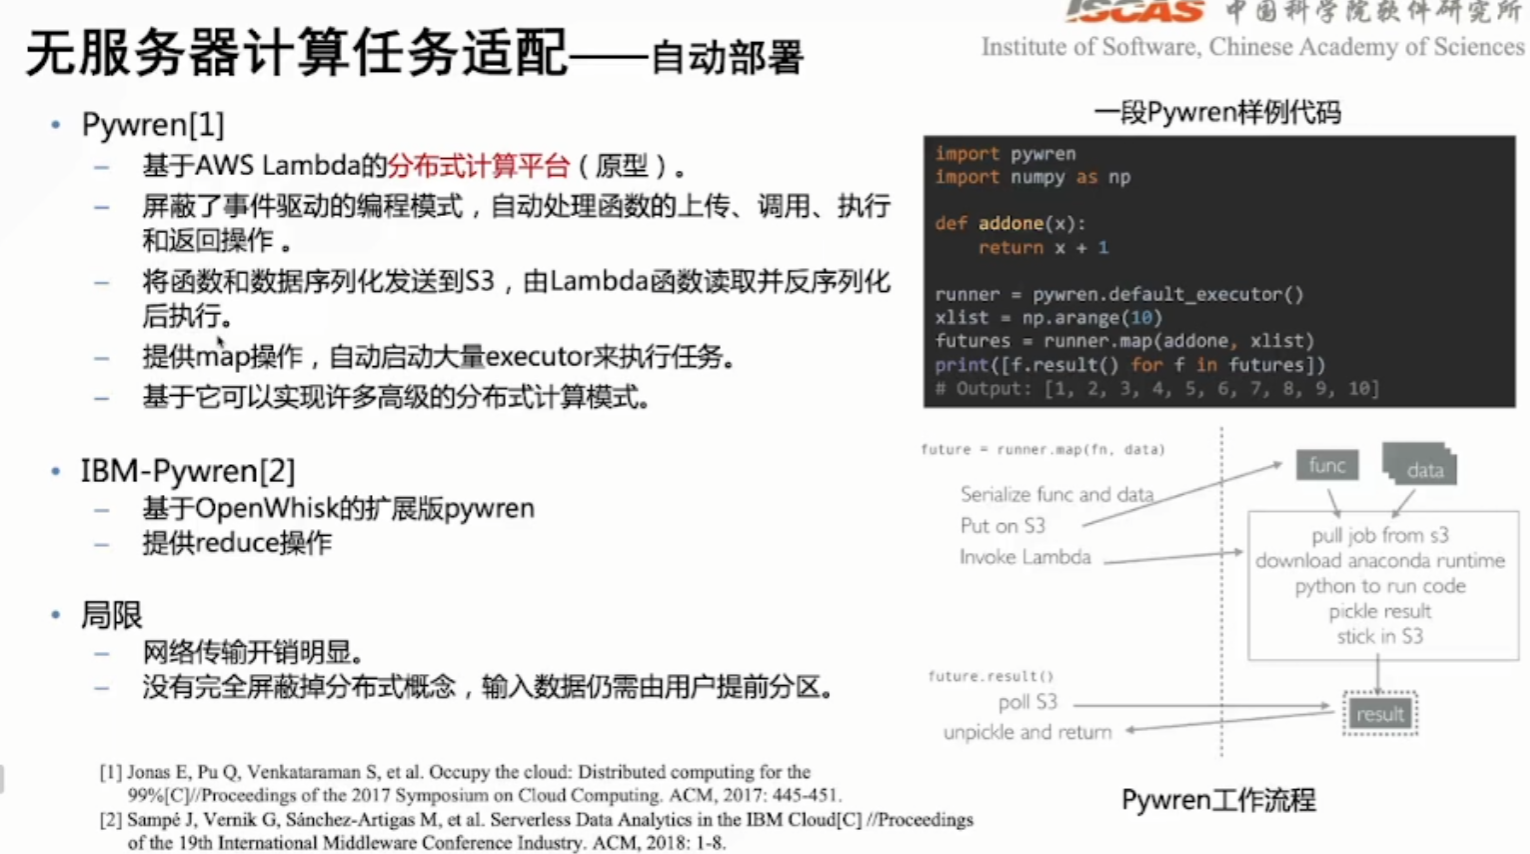 ISCAS 中国科学院软件研究所
Institute of Software, Chinese Academy of Sciences
无服务器计算任务适配——自动部署
• Pywren[1]
– 基于AWS Lambda的分布式计算平台（原型）。
– 屏蔽了事件驱动的编程模式，自动处理函数的上传、调用、执行
和返回操作 。
– 将函数和数据序列化发送到S3，由Lambda函数读取并反序列化
后执行。
– 提供map操作，自动启动大量executor来执行任务。
– 基于它可以实现许多高级的分布式计算模式。
• IBM-Pywren[2]
– 基于OpenWhisk的扩展版pywren
– 提供reduce操作
• 局限
– 网络传输开销明显。
– 没有完全屏蔽掉分布式概念，输入数据仍需由用户提前分区。
一段Pywren样例代码
import pywren
import numpy as np
def addone(x):
    return x + 1
runner = pywren.default_executor()
xlist = np.arange(10)
futures = runner.map(addone, xlist)
print([f.result() for f in futures])
# Output: [1, 2, 3, 4, 5, 6, 7, 8, 9, 10]
future = runner.map(fn, data)
Serialize func and data
Put on S3
Invoke Lambda
func
data
pull job from s3
download anaconda runtime
python to run code
pickle result
stick in S3
future.result()
poll S3
unpickle and return
result
Pywren工作流程
[1] Jonas E, Pu Q, Venkataraman S, et al. Occupy the cloud: Distributed computing for the
99%[C]//Proceedings of the 2017 Symposium on Cloud Computing. ACM, 2017: 445-451.
[2] Sampé J, Vernik G, Sánchez-Artigas M, et al. Serverless Data Analytics in the IBM Cloud[C] //Proceedings
of the 19th International Middleware Conference Industry. ACM, 2018: 1-8.